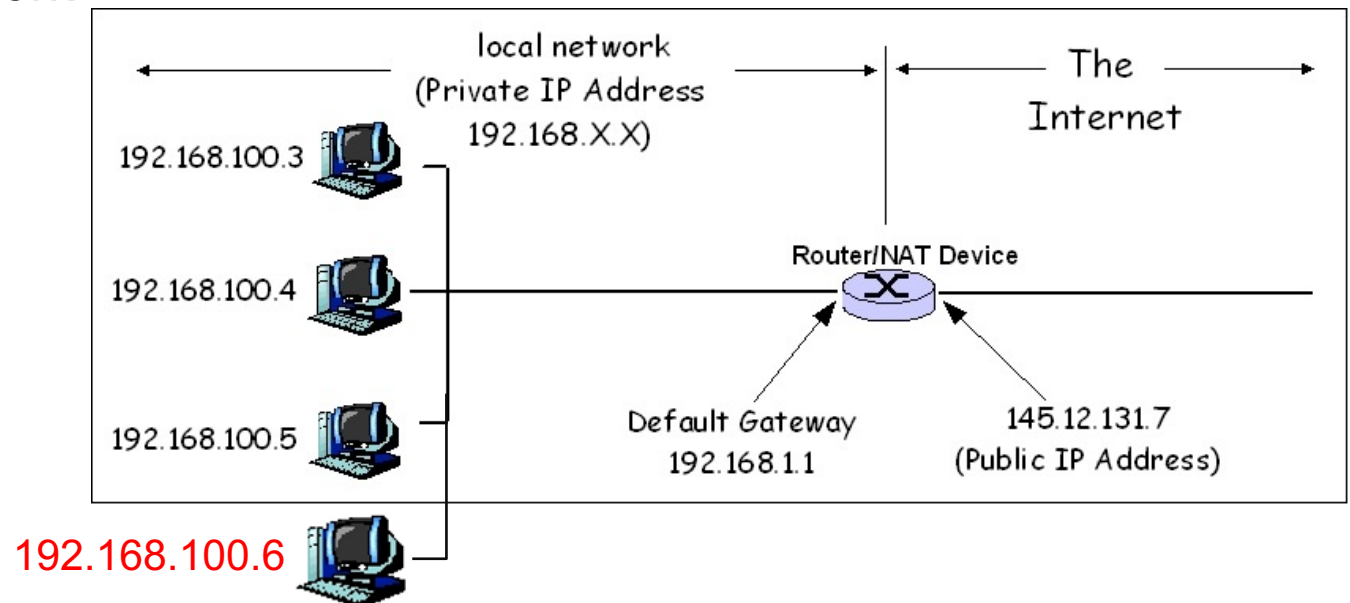 local network
(Private IP Address
192.168.X.X)
The
Internet
192.168.100.3
Router/NAT Device
192.168.100.4
192.168.100.5
Default Gateway
192.168.1.1
145.12.131.7
(Public IP Address)
192.168.100.6